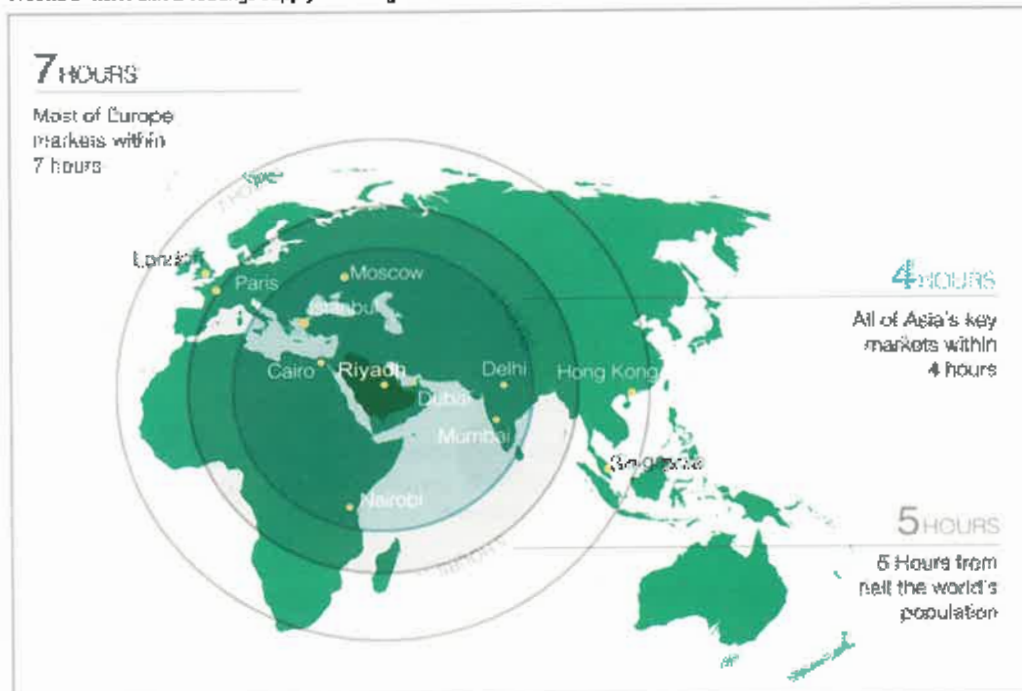 7 HOURS
Most of Europe
markets within
7 hours
London
Paris
Moscow
Istanbul
Cairo
Riyadh
Dubai
Delhi
Hong Kong
Mumbai
Singapore
Nairobi
4 HOURS
All of Asia's key
markets within
4 hours
5 HOURS
5 Hours from
half the world's
population